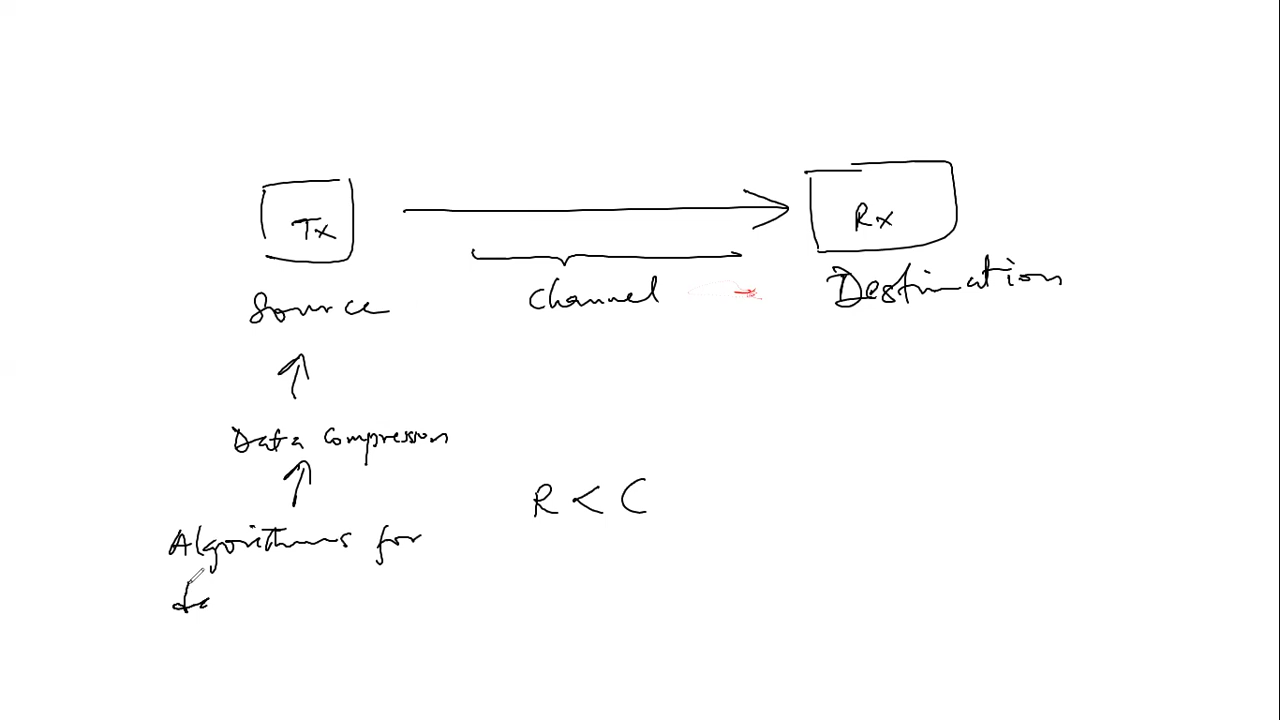 Tx
Rx
Channel
Destination
Source
Data Compression
R < C
Algorithms for